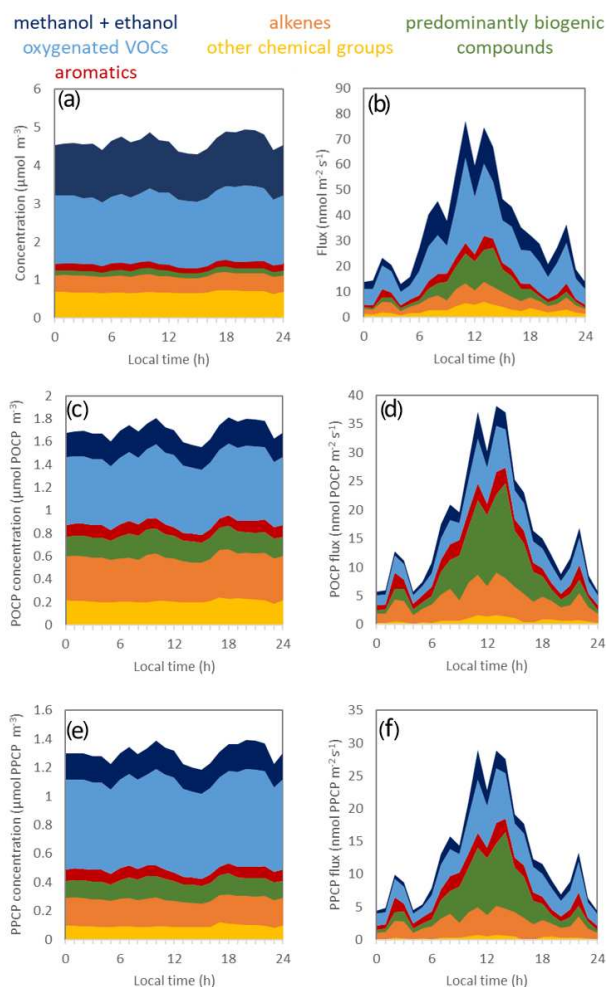 methanol + ethanol alkenes predominantly biogenic
oxygenated VOCs other chemical groups compounds
aromatics
(a)
6
5
4
3
2
1
0
Concentration (µmol m⁻³)
0 6 12 18 24
Local time (h)
(b)
90
80
70
60
50
40
30
20
10
0
Flux (nmol m⁻² s⁻¹)
0 6 12 18 24
Local time (h)
(c)
2
1.8
1.6
1.4
1.2
1
0.8
0.6
0.4
0.2
0
POCP concentration (µmol POCP m⁻³)
0 6 12 18 24
Local time (h)
(d)
40
35
30
25
20
15
10
5
0
POCP flux (nmol POCP m⁻² s⁻¹)
0 6 12 18 24
Local time (h)
(e)
1.6
1.4
1.2
1
0.8
0.6
0.4
0.2
0
PPCP concentration (µmol PPCP m⁻³)
0 6 12 18 24
Local time (h)
(f)
35
30
25
20
15
10
5
0
PPCP flux (nmol PPCP m⁻² s⁻¹)
0 6 12 18 24
Local time (h)